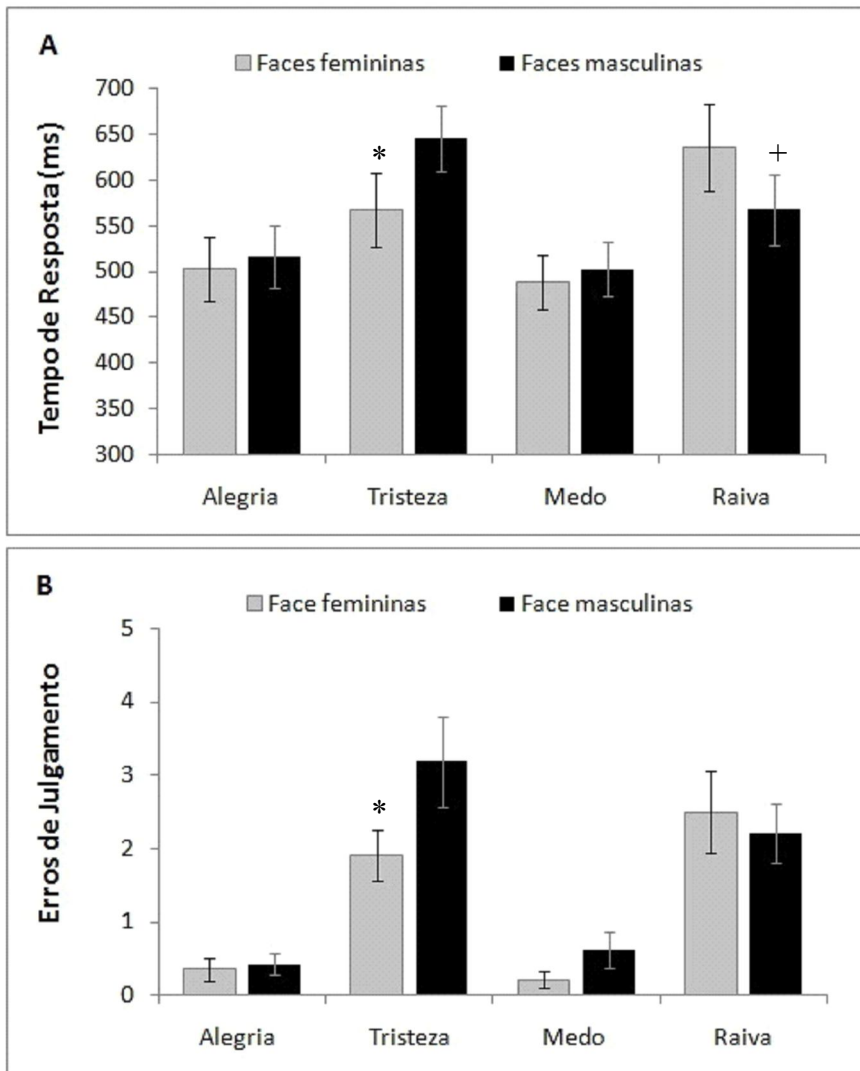 A
Faces femininas Faces masculinas
Tempo de Resposta (ms)
700
650
600
550
500
450
400
350
300
*
+
Alegria Tristeza Medo Raiva
B
Face femininas Face masculinas
Erros de Julgamento
5
4
3
2
1
0
*
Alegria Tristeza Medo Raiva